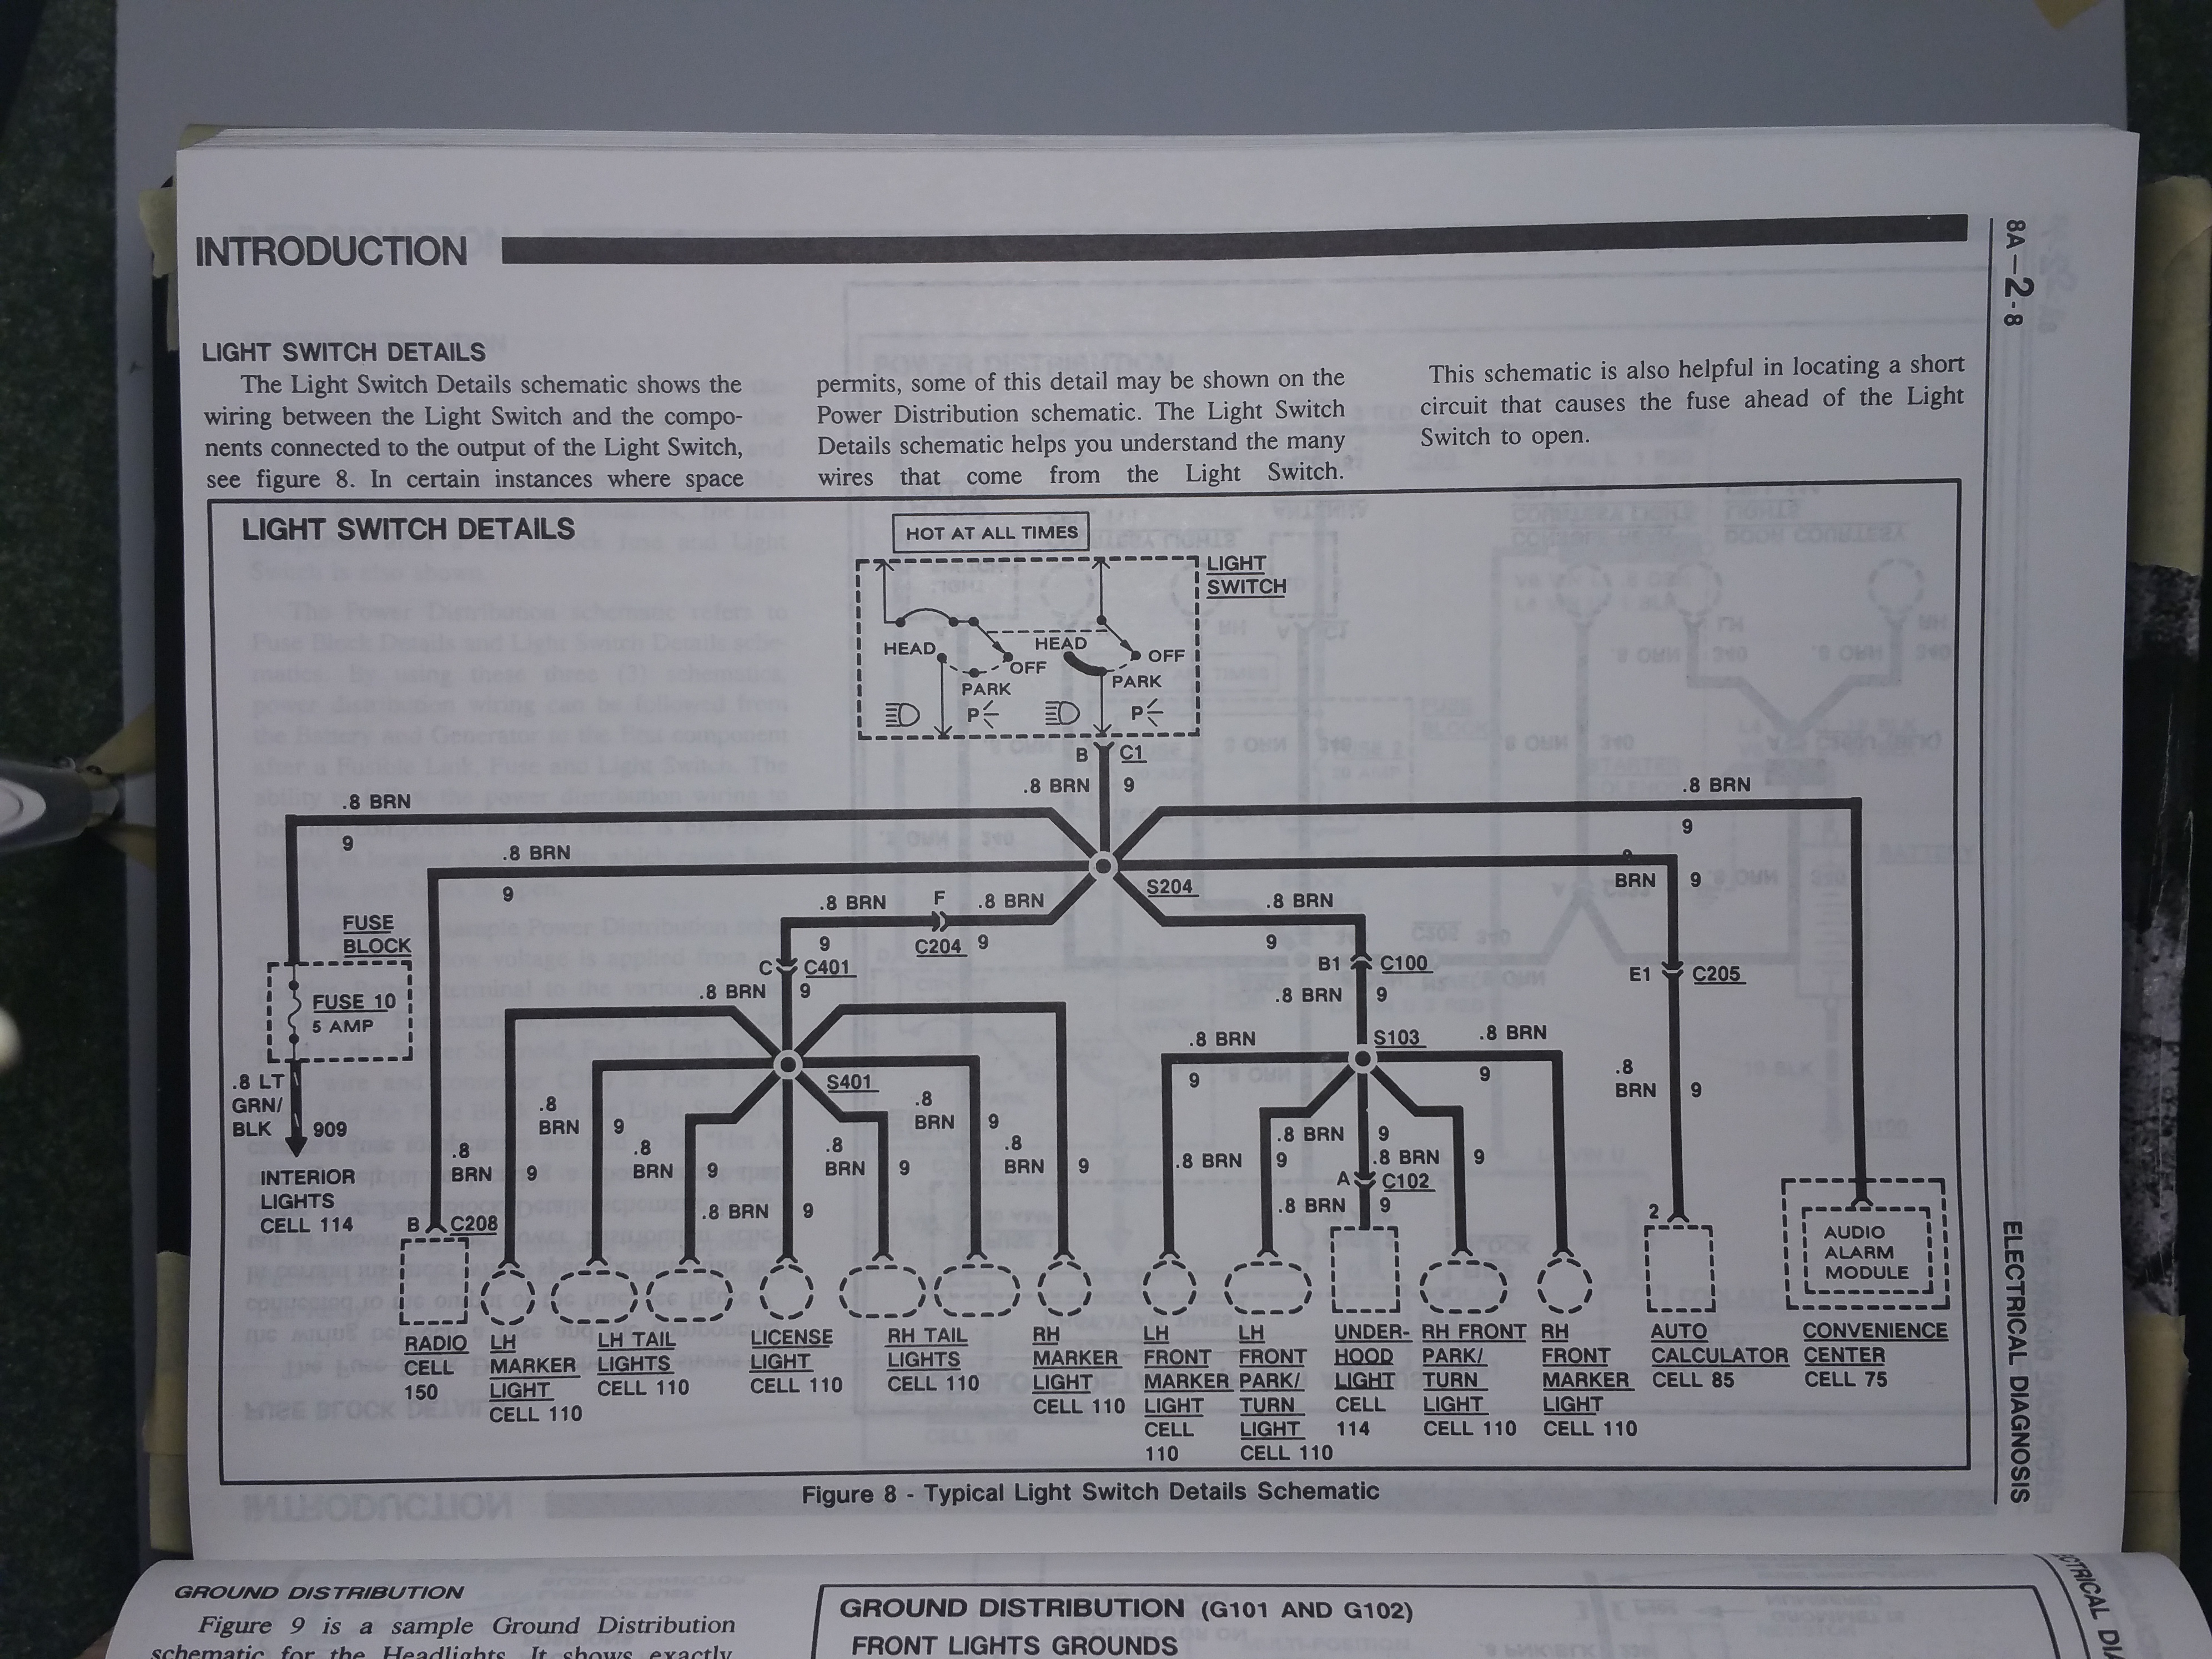 INTRODUCTION
8A-2-8
LIGHT SWITCH DETAILS
The Light Switch Details schematic shows the
wiring between the Light Switch and the compo-
nents connected to the output of the Light Switch,
see figure 8. In certain instances where space
permits, some of this detail may be shown on the
Power Distribution schematic. The Light Switch
Details schematic helps you understand the many
wires that come from the Light Switch.
This schematic is also helpful in locating a short
circuit that causes the fuse ahead of the Light
Switch to open.
LIGHT SWITCH DETAILS
HOT AT ALL TIMES
LIGHT
SWITCH
HEAD
OFF
PARK
P
HEAD
OFF
PARK
P
B C1
.8 BRN 9
.8 BRN
9
.8 BRN
9
.8 BRN
9
BRN 9
S204
.8 BRN
9
F
C204
.8 BRN
9
.8 BRN
9
FUSE
BLOCK
FUSE 10
5 AMP
.8 LT
GRN/
BLK
909
INTERIOR
LIGHTS
CELL 114
C C401
.8 BRN 9
S401
B1 C100
.8 BRN 9
S103
.8 BRN
9
.8 BRN
9
E1 C205
.8
BRN 9
.8
BRN 9
.8
BRN 9
.8
BRN 9
.8 BRN 9
.8
BRN 9
.8
BRN 9
.8
BRN 9
.8 BRN 9
.8 BRN 9
.8 BRN 9
A C102
.8 BRN 9
B C208
2
AUDIO
ALARM
MODULE
RADIO
CELL
150
LH
MARKER
LIGHT
CELL 110
LH TAIL
LIGHTS
CELL 110
LICENSE
LIGHT
CELL 110
RH TAIL
LIGHTS
CELL 110
RH
MARKER
LIGHT
CELL 110
LH
FRONT
MARKER
LIGHT
CELL
110
LH
FRONT
PARK/
TURN
LIGHT
CELL 110
UNDER-
HOOD
LIGHT
CELL
114
RH FRONT
PARK/
TURN
LIGHT
CELL 110
RH
FRONT
MARKER
LIGHT
CELL 110
AUTO
CALCULATOR
CELL 85
CONVENIENCE
CENTER
CELL 75
ELECTRICAL DIAGNOSIS
Figure 8 - Typical Light Switch Details Schematic
GROUND DISTRIBUTION
Figure 9 is a sample Ground Distribution
schematic for the Headlights. It shows exactly
GROUND DISTRIBUTION (G101 AND G102)
FRONT LIGHTS GROUNDS